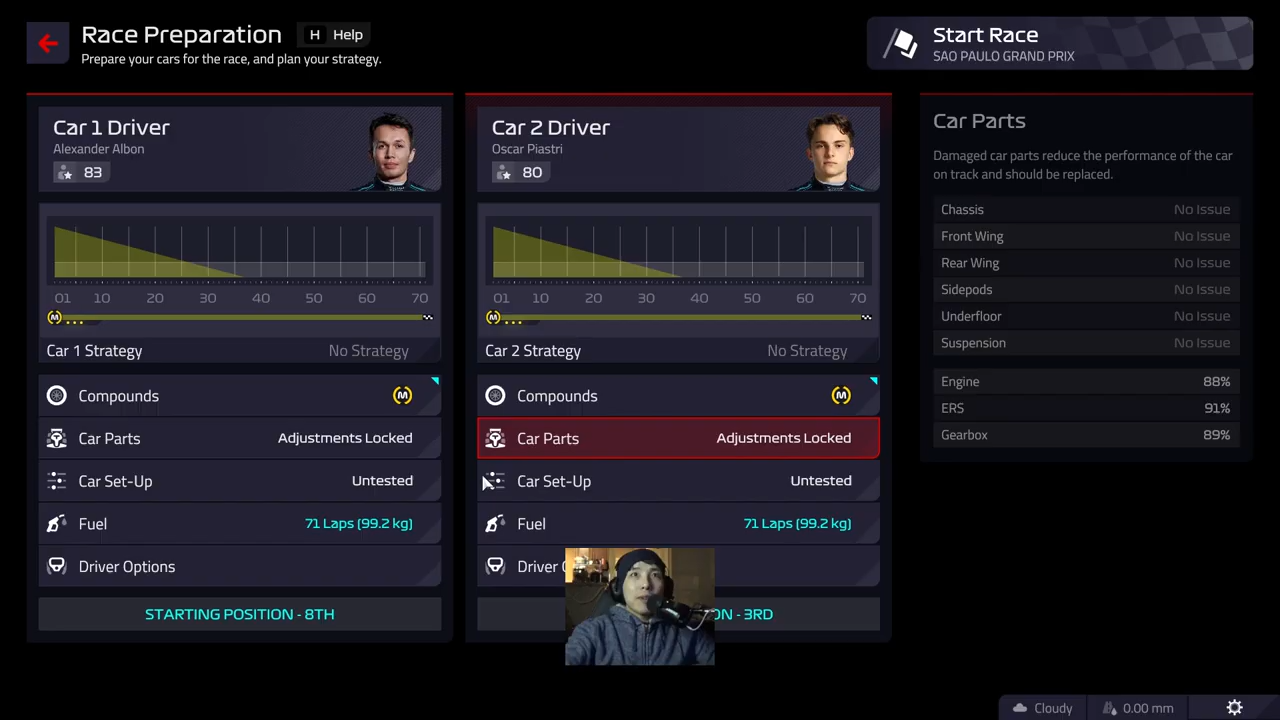 Race Preparation
H Help
Prepare your cars for the race, and plan your strategy.
Start Race
SAO PAULO GRAND PRIX
Car 1 Driver
Alexander Albon
83
01 10 20 30 40 50 60 70
M
Car 1 Strategy No Strategy
Compounds M
Car Parts Adjustments Locked
Car Set-Up Untested
Fuel 71 Laps (99.2 kg)
Driver Options
STARTING POSITION - 8TH
Car 2 Driver
Oscar Piastri
80
01 10 20 30 40 50 60 70
M
Car 2 Strategy No Strategy
Compounds M
Car Parts Adjustments Locked
Car Set-Up Untested
Fuel 71 Laps (99.2 kg)
Driver
ON - 3RD
Car Parts
Damaged car parts reduce the performance of the car
on track and should be replaced.
Chassis No Issue
Front Wing No Issue
Rear Wing No Issue
Sidepods No Issue
Underfloor No Issue
Suspension No Issue
Engine 88%
ERS 91%
Gearbox 89%
Cloudy 0.00 mm